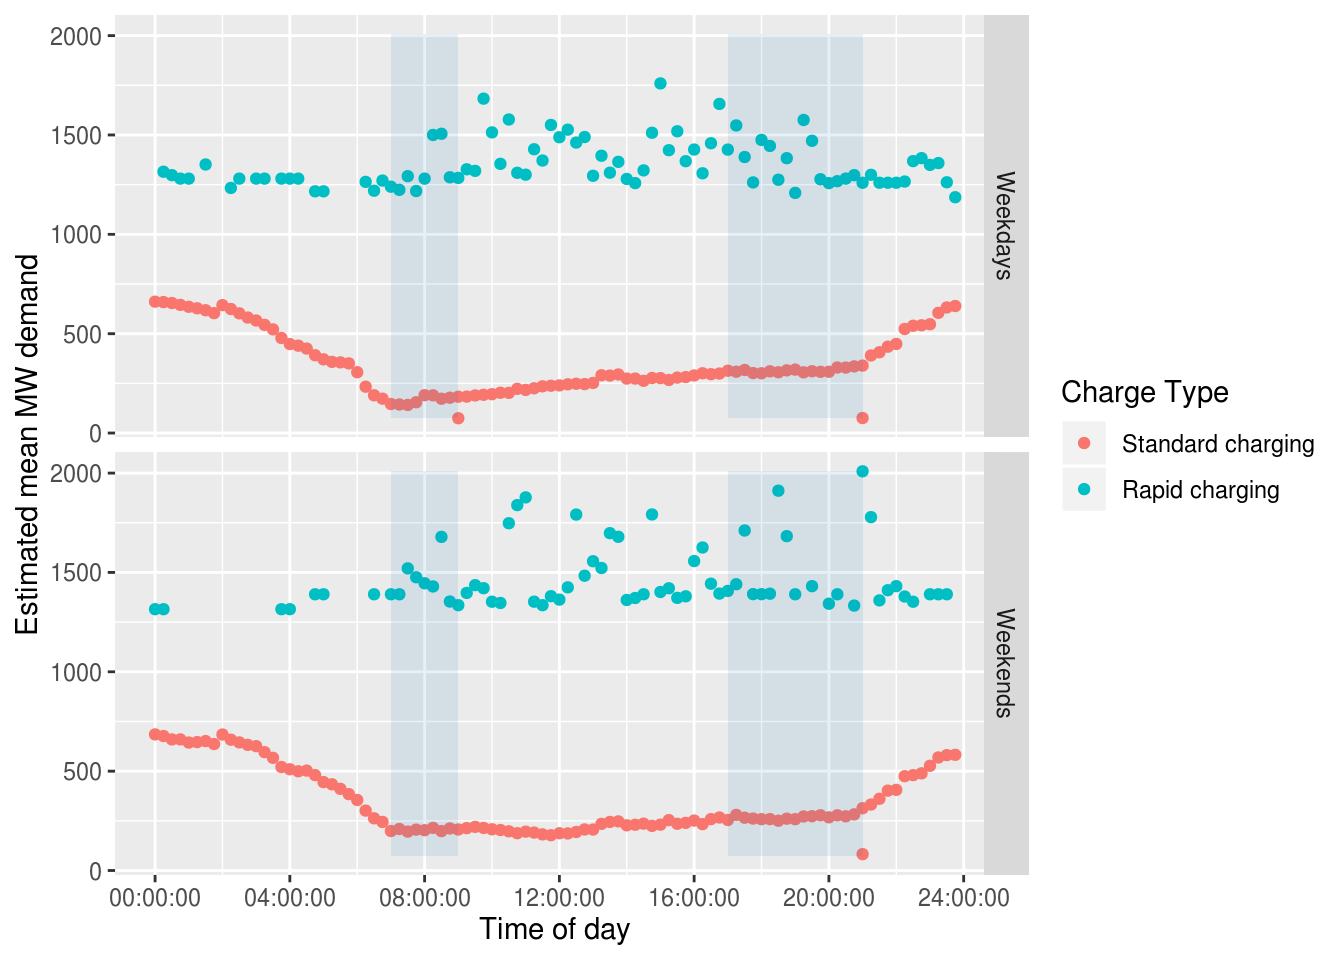 2000
1500
1000
500
0
Weekdays
2000
1500
1000
500
0
Weekends
Estimated mean MW demand
00:00:00 04:00:00 08:00:00 12:00:00 16:00:00 20:00:00 24:00:00
Time of day
Charge Type
Standard charging
Rapid charging